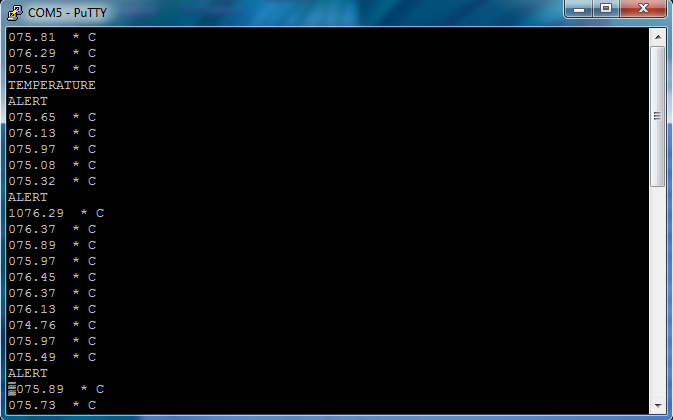 COM5 - PuTTY
075.81  * C
076.29  * C
075.57  * C
TEMPERATURE
ALERT
075.65  * C
076.13  * C
075.97  * C
075.08  * C
075.32  * C
ALERT
1076.29  * C
076.37  * C
075.89  * C
075.97  * C
076.45  * C
076.37  * C
076.13  * C
074.76  * C
075.97  * C
075.49  * C
ALERT
075.89  * C
075.73  * C